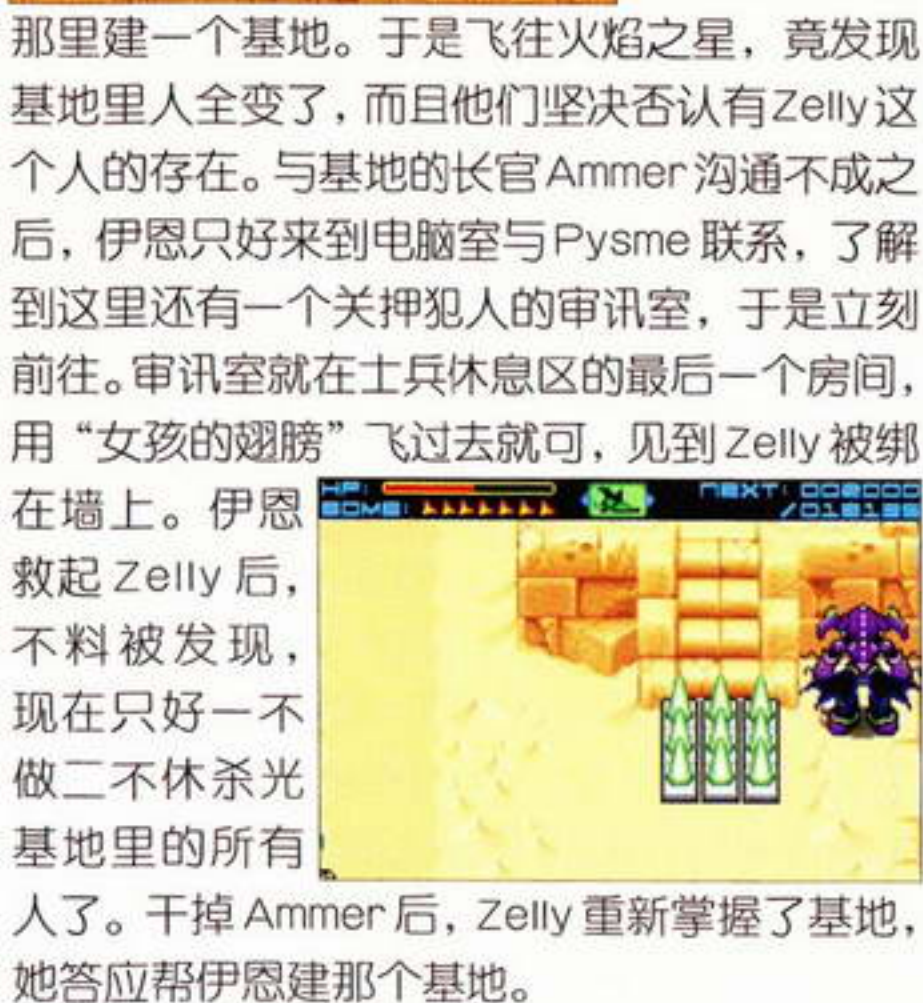 那里建一个基地。于是飞往火焰之星，竟发现
基地里人全变了，而且他们坚决否认有Zelly这
个人的存在。与基地的长官Ammer沟通不成之
后，伊恩只好来到电脑室与Pysme联系，了解
到这里还有一个关押犯人的审讯室，于是立刻
前往。审讯室就在士兵休息区的最后一个房间，
用“女孩的翅膀”飞过去就可，见到Zelly被绑
在墙上。伊恩
救起Zelly后，
不料被发现，
现在只好一不
做二不休杀光
基地里的所有
HP:
BOMB:
NEXT:
人了。干掉Ammer后，Zelly重新掌握了基地，
她答应帮伊恩建那个基地。